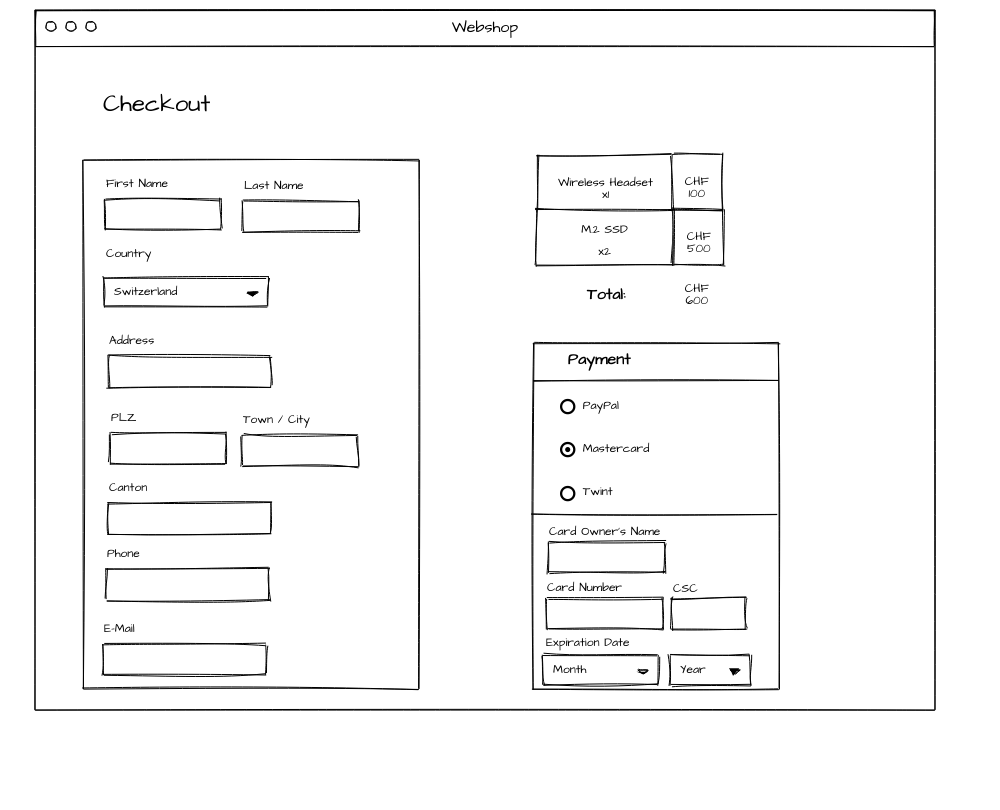 Webshop
Checkout
First Name
Last Name
Country
Switzerland
Address
PLZ
Town / City
Canton
Phone
E-Mail
Wireless Headset
x1
CHF
100
M.2 SSD
x2
CHF
500
Total:
CHF
600
Payment
PayPal
Mastercard
Twint
Card Owner's Name
Card Number
CSC
Expiration Date
Month
Year